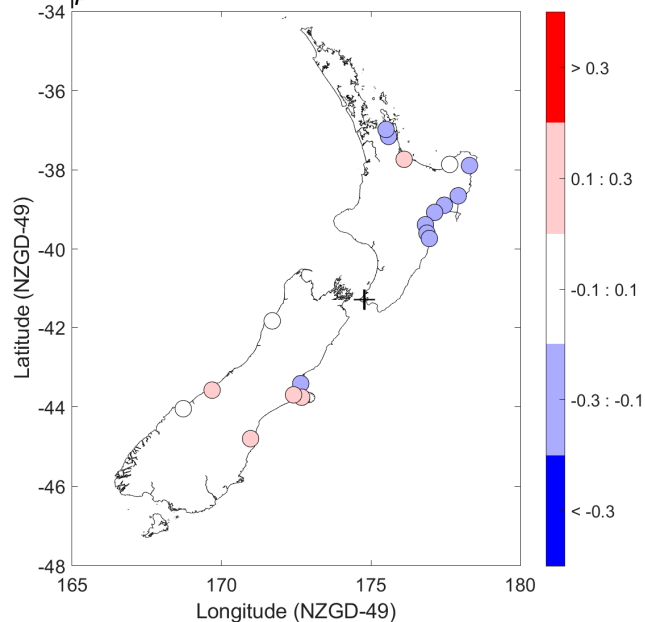 -34
-36
-38
-40
-42
-44
-46
-48
165
170
175
180
Latitude (NZGD-49)
Longitude (NZGD-49)
> 0.3
0.1 : 0.3
-0.1 : 0.1
-0.3 : -0.1
< -0.3